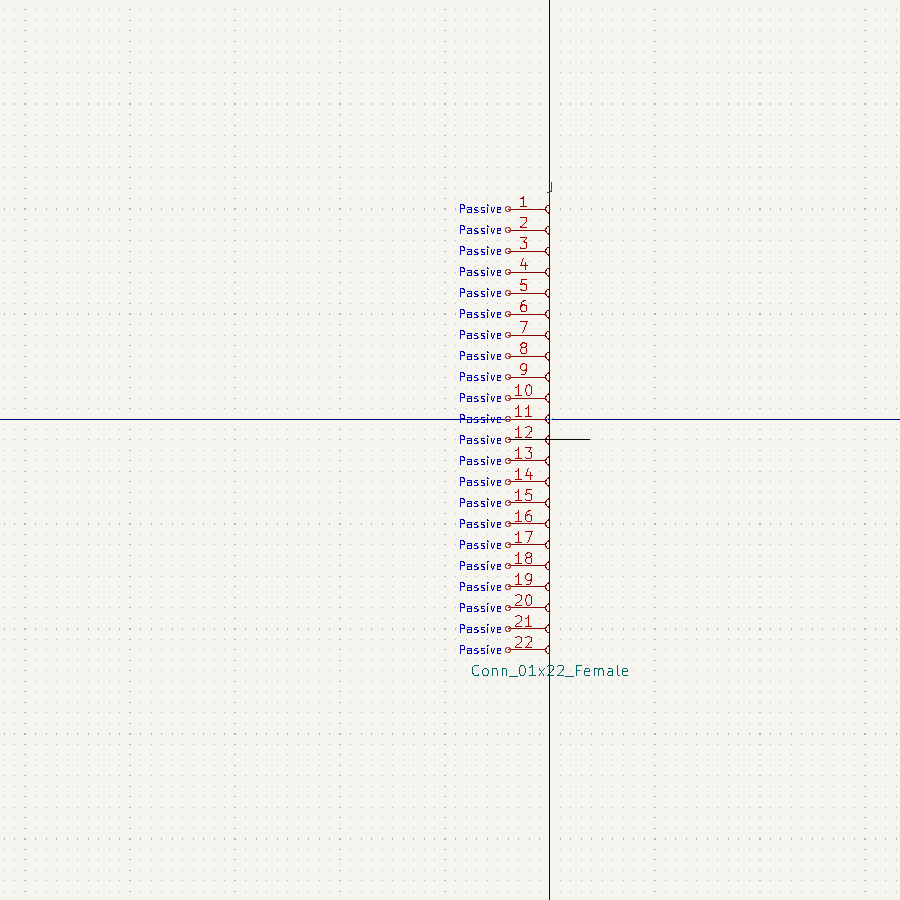 J
Passive 1
Passive 2
Passive 3
Passive 4
Passive 5
Passive 6
Passive 7
Passive 8
Passive 9
Passive 10
Passive 11
Passive 12
Passive 13
Passive 14
Passive 15
Passive 16
Passive 17
Passive 18
Passive 19
Passive 20
Passive 21
Passive 22
Conn_01x22_Female